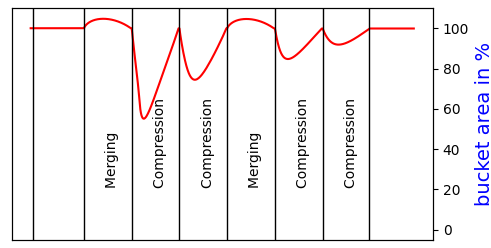 Merging
Compression
Compression
Merging
Compression
Compression
100
80
60
40
20
0
bucket area in %